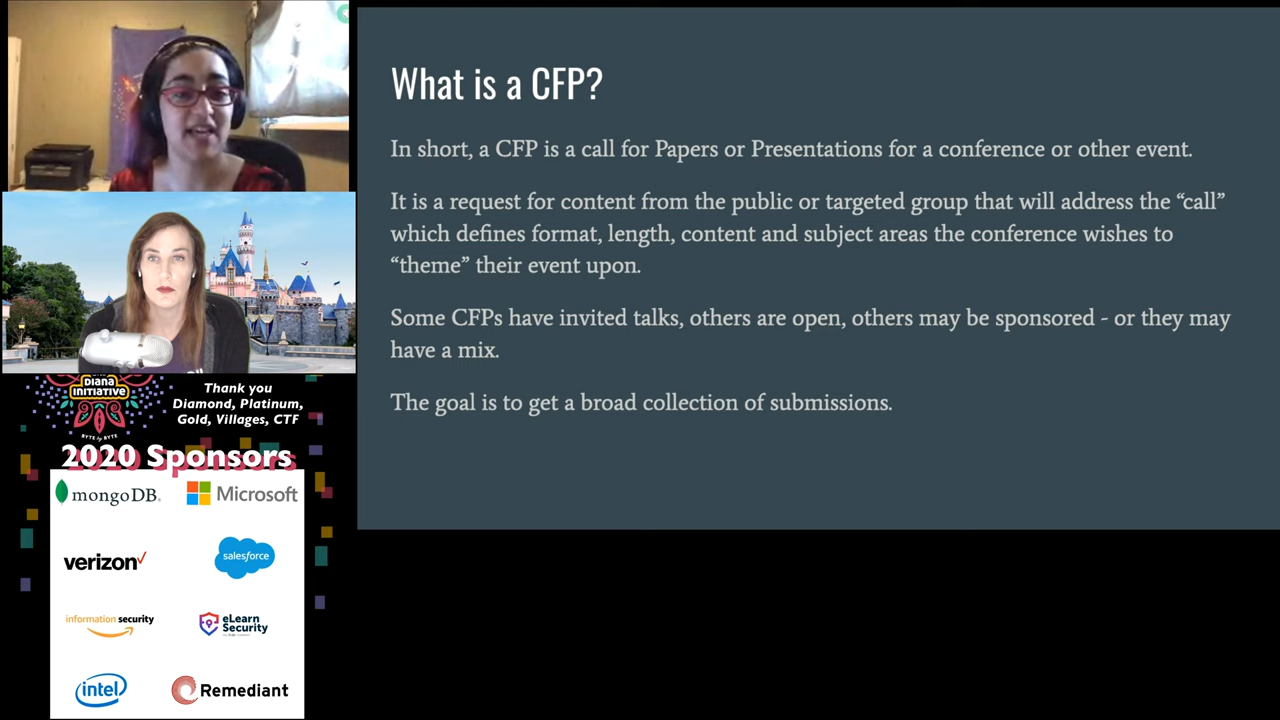 What is a CFP?
In short, a CFP is a call for Papers or Presentations for a conference or other event.
It is a request for content from the public or targeted group that will address the “call”
which defines format, length, content and subject areas the conference wishes to
“theme” their event upon.
Some CFPs have invited talks, others are open, others may be sponsored - or they may
have a mix.
The goal is to get a broad collection of submissions.
DIANA
INITIATIVE
BYTE by BYTE
Thank you
Diamond, Platinum,
Gold, Villages, CTF
2020 Sponsors
mongoDB
Microsoft
verizon
salesforce
information security
eLearn
Security
intel
Remediant